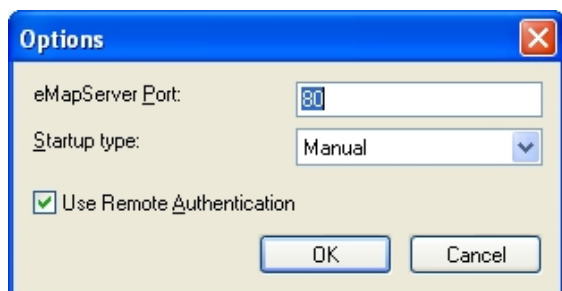 Options
eMapServer Port: 80
Startup type: Manual
Use Remote Authentication
OK Cancel